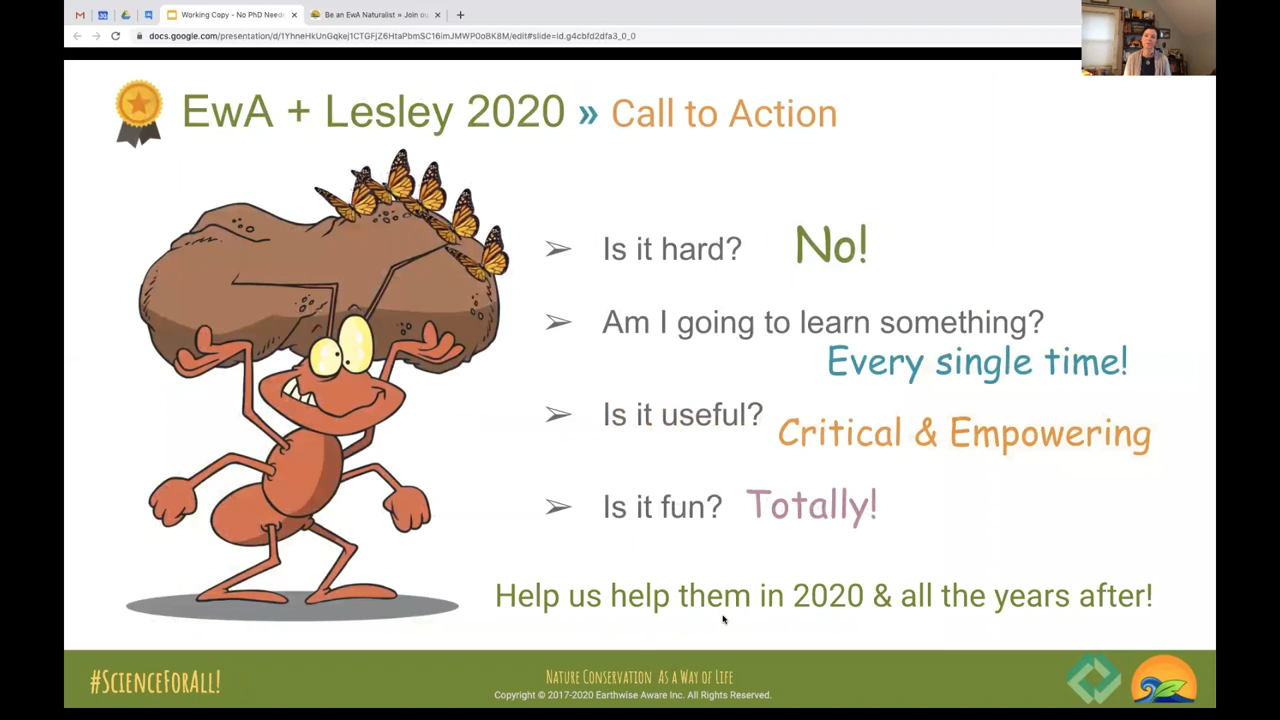 Working Copy - No PhD Neede
Be an EwA Naturalist » Join ou
docs.google.com/presentation/d/1YhneHkUnGqkej1CTGFjZ6HtaPbmSC16imJMWP0oBK8M/edit#slide=id.g4cbfd2dfa3_0_0
EwA + Lesley 2020 » Call to Action
➢ Is it hard? No!
➢ Am I going to learn something?
Every single time!
➢ Is it useful? Critical & Empowering
➢ Is it fun? Totally!
Help us help them in 2020 & all the years after!
#ScienceForAll!
Nature Conservation As a Way of Life
Copyright © 2017-2020 Earthwise Aware Inc. All Rights Reserved.